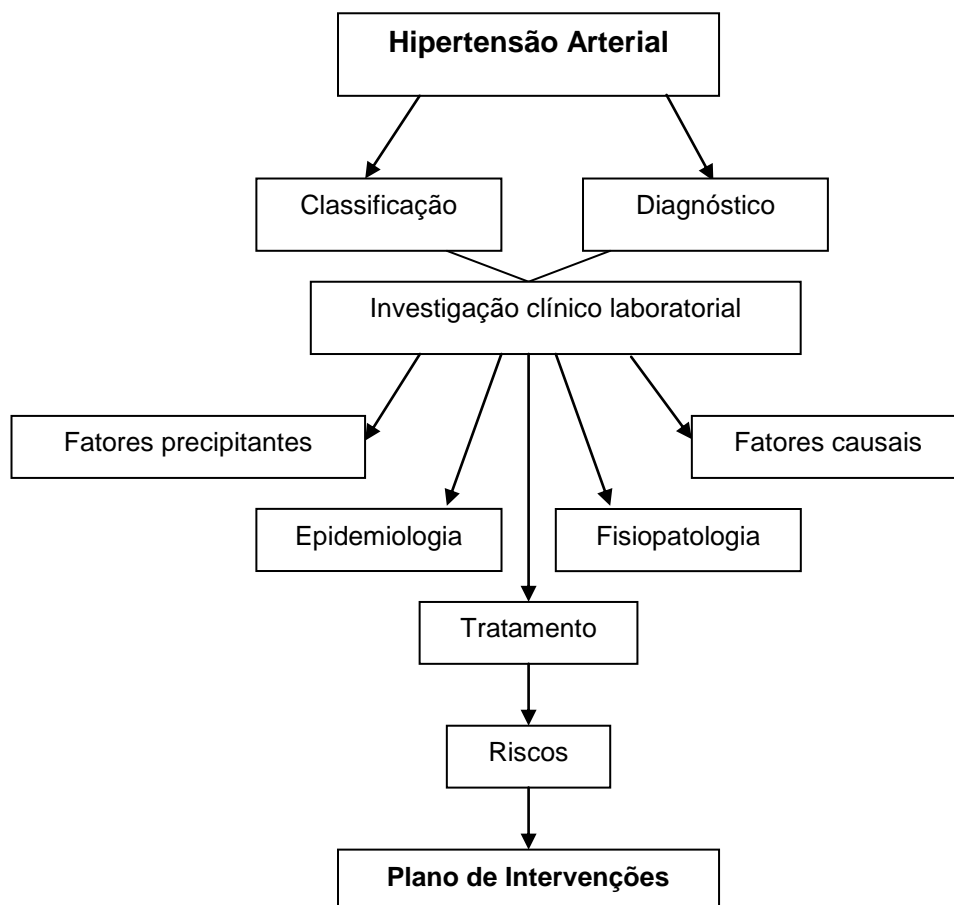 Hipertensão Arterial
Classificação
Diagnóstico
Investigação clínico laboratorial
Fatores precipitantes
Fatores causais
Epidemiologia
Fisiopatologia
Tratamento
Riscos
Plano de Intervenções